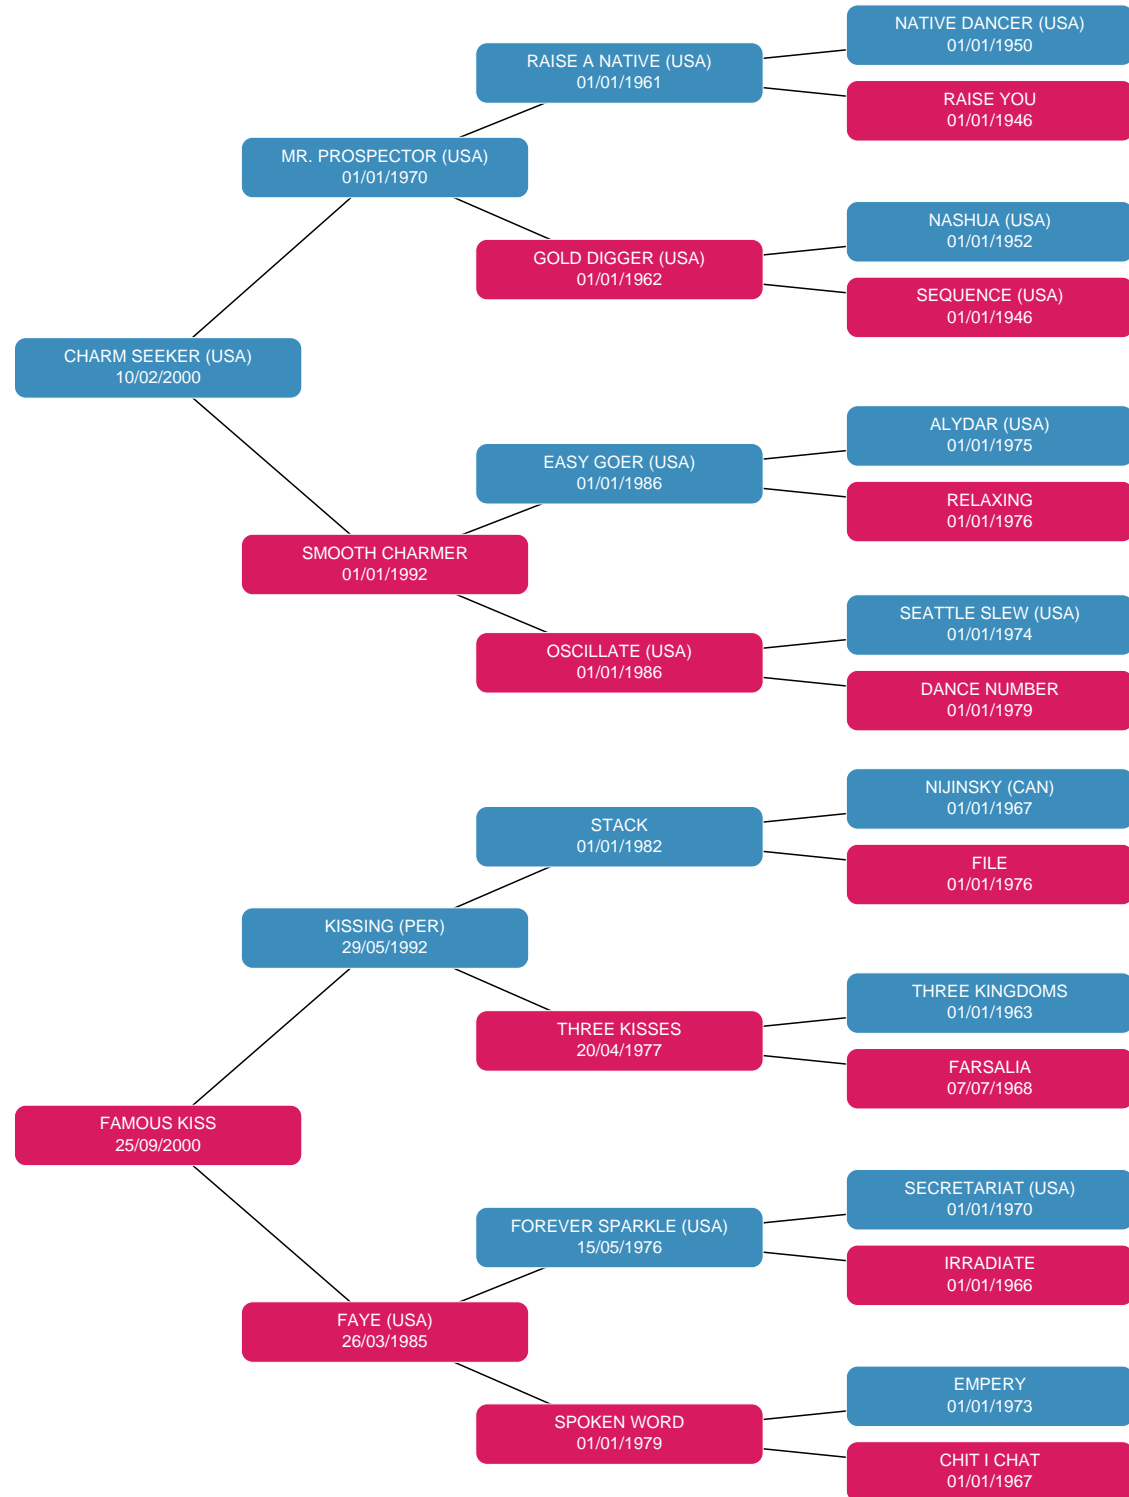 NATIVE DANCER (USA)
01/01/1950
RAISE A NATIVE (USA)
01/01/1961
RAISE YOU
01/01/1946
MR. PROSPECTOR (USA)
01/01/1970
NASHUA (USA)
01/01/1952
GOLD DIGGER (USA)
01/01/1962
SEQUENCE (USA)
01/01/1946
CHARM SEEKER (USA)
10/02/2000
ALYDAR (USA)
01/01/1975
EASY GOER (USA)
01/01/1986
RELAXING
01/01/1976
SMOOTH CHARMER
01/01/1992
SEATTLE SLEW (USA)
01/01/1974
OSCILLATE (USA)
01/01/1986
DANCE NUMBER
01/01/1979
NIJINSKY (CAN)
01/01/1967
STACK
01/01/1982
FILE
01/01/1976
KISSING (PER)
29/05/1992
THREE KINGDOMS
01/01/1963
THREE KISSES
20/04/1977
FARSALIA
07/07/1968
FAMOUS KISS
25/09/2000
SECRETARIAT (USA)
01/01/1970
FOREVER SPARKLE (USA)
15/05/1976
IRRADIATE
01/01/1966
FAYE (USA)
26/03/1985
EMPERY
01/01/1973
SPOKEN WORD
01/01/1979
CHIT I CHAT
01/01/1967